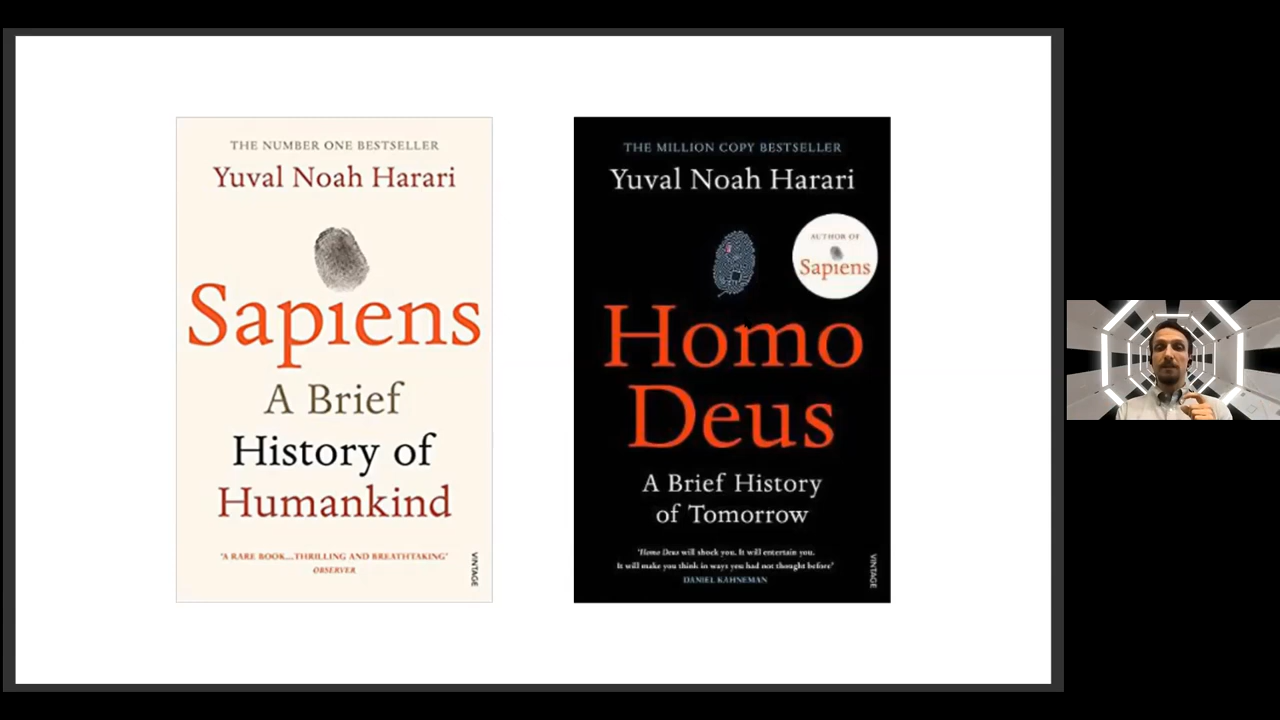 THE NUMBER ONE BESTSELLER
Yuval Noah Harari
Sapiens
A Brief
History of
Humankind
'A RARE BOOK...THRILLING AND BREATHTAKING'
OBSERVER
VINTAGE
THE MILLION COPY BESTSELLER
Yuval Noah Harari
AUTHOR OF
Sapiens
Homo
Deus
A Brief History
of Tomorrow
'Homo Deus will shock you. It will entertain you.
It will make you think in ways you had not thought before'
DANIEL KAHNEMAN
VINTAGE